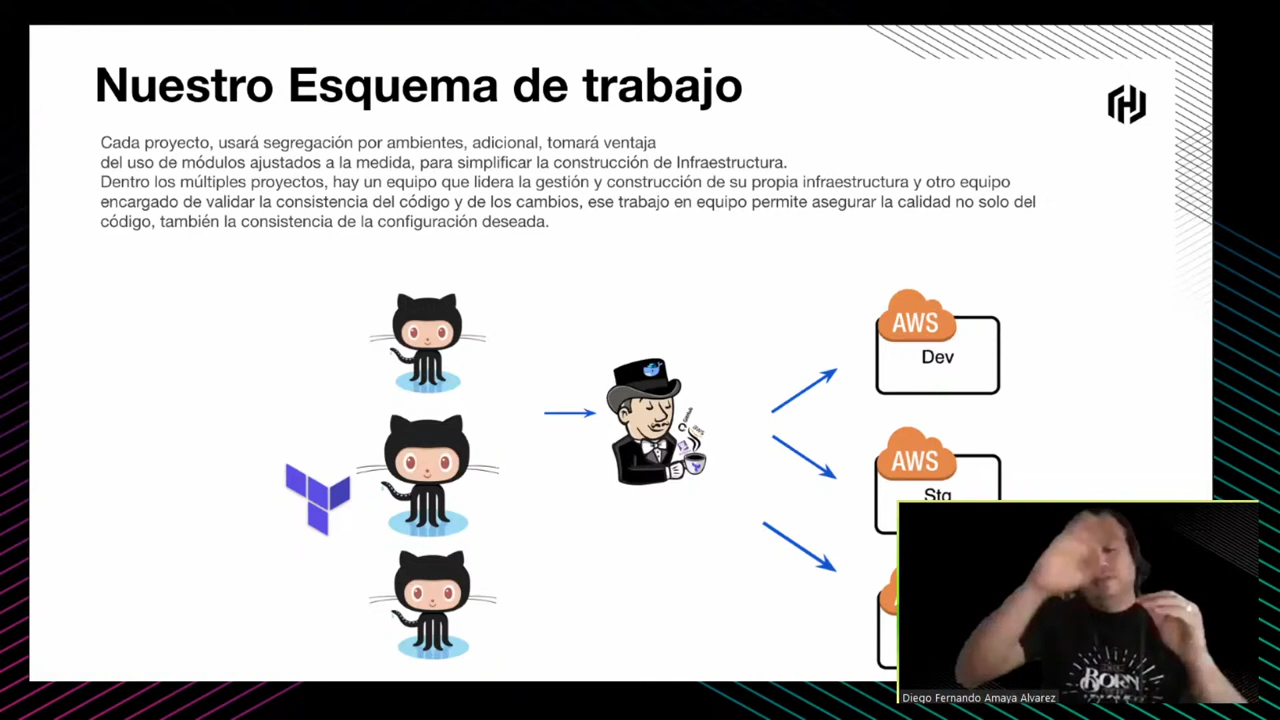 Nuestro Esquema de trabajo
Cada proyecto, usará segregación por ambientes, adicional, tomará ventaja
del uso de módulos ajustados a la medida, para simplificar la construcción de Infraestructura.
Dentro los múltiples proyectos, hay un equipo que lidera la gestión y construcción de su propia infraestructura y otro equipo
encargado de validar la consistencia del código y de los cambios, ese trabajo en equipo permite asegurar la calidad no solo del
código, también la consistencia de la configuración deseada.
AWS
Dev
AWS
Stg
BORN
Diego Fernando Amaya Alvarez